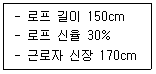 - 로프 길이 150cm
- 로프 신율 30%
- 근로자 신장 170cm